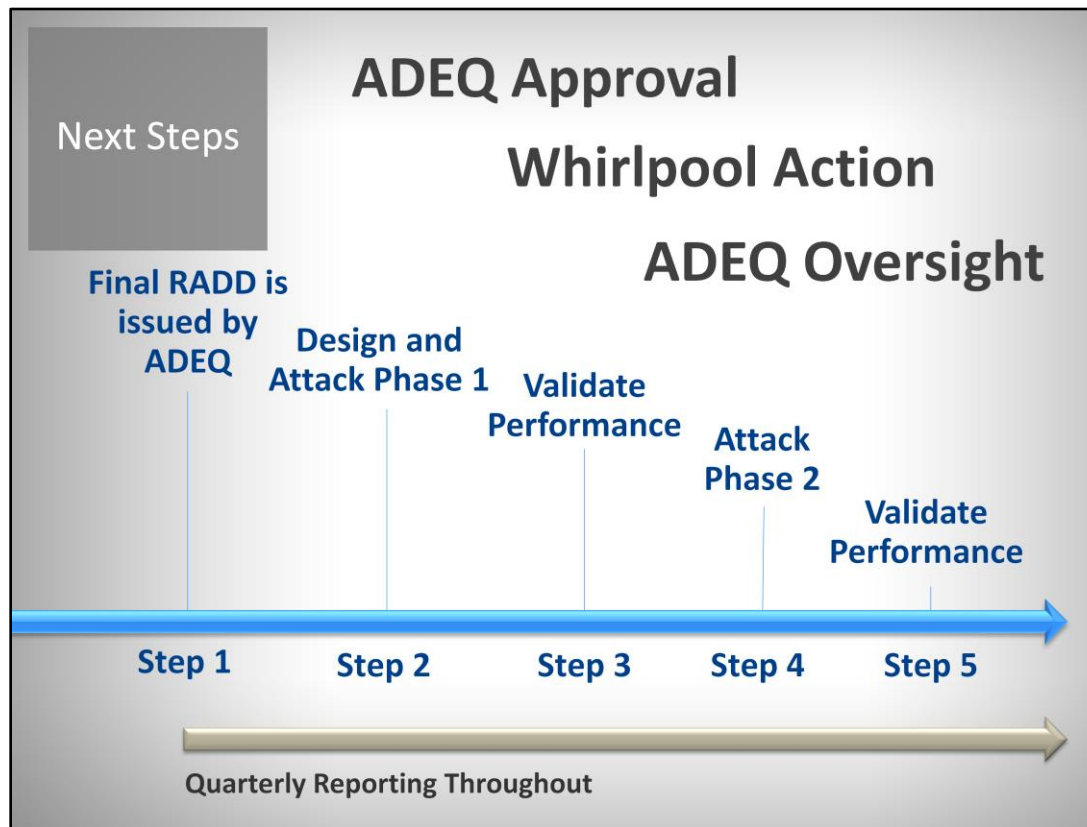 Next Steps
ADEQ Approval
Whirlpool Action
ADEQ Oversight
Final RADD is
issued by
ADEQ
Design and
Attack Phase 1
Validate
Performance
Attack
Phase 2
Validate
Performance
Step 1
Step 2
Step 3
Step 4
Step 5
Quarterly Reporting Throughout